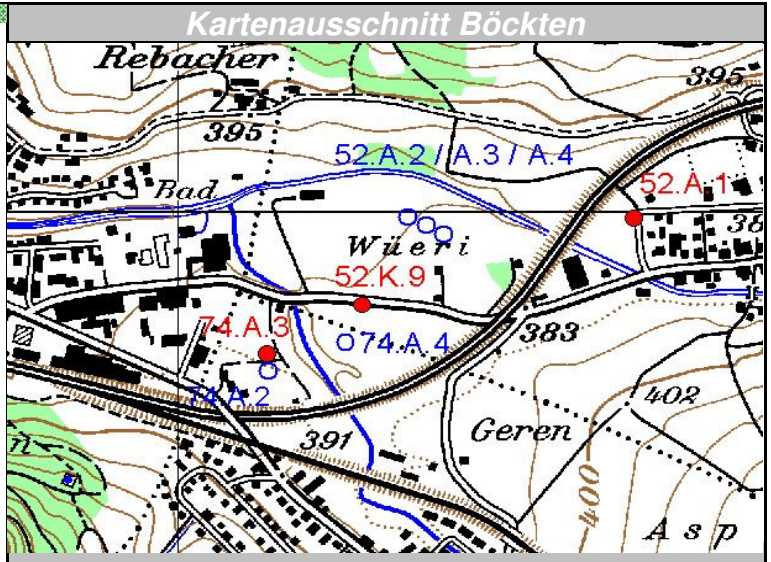 Kartenausschnitt Böckten
Rebacher
395
395
52.A.2 / A.3 / A.4
Bad
52.A.1
38
Wüeri
52.K.9
74.A.3
74.A.4
383
74.A.2
402
391
Geren
400
Asp